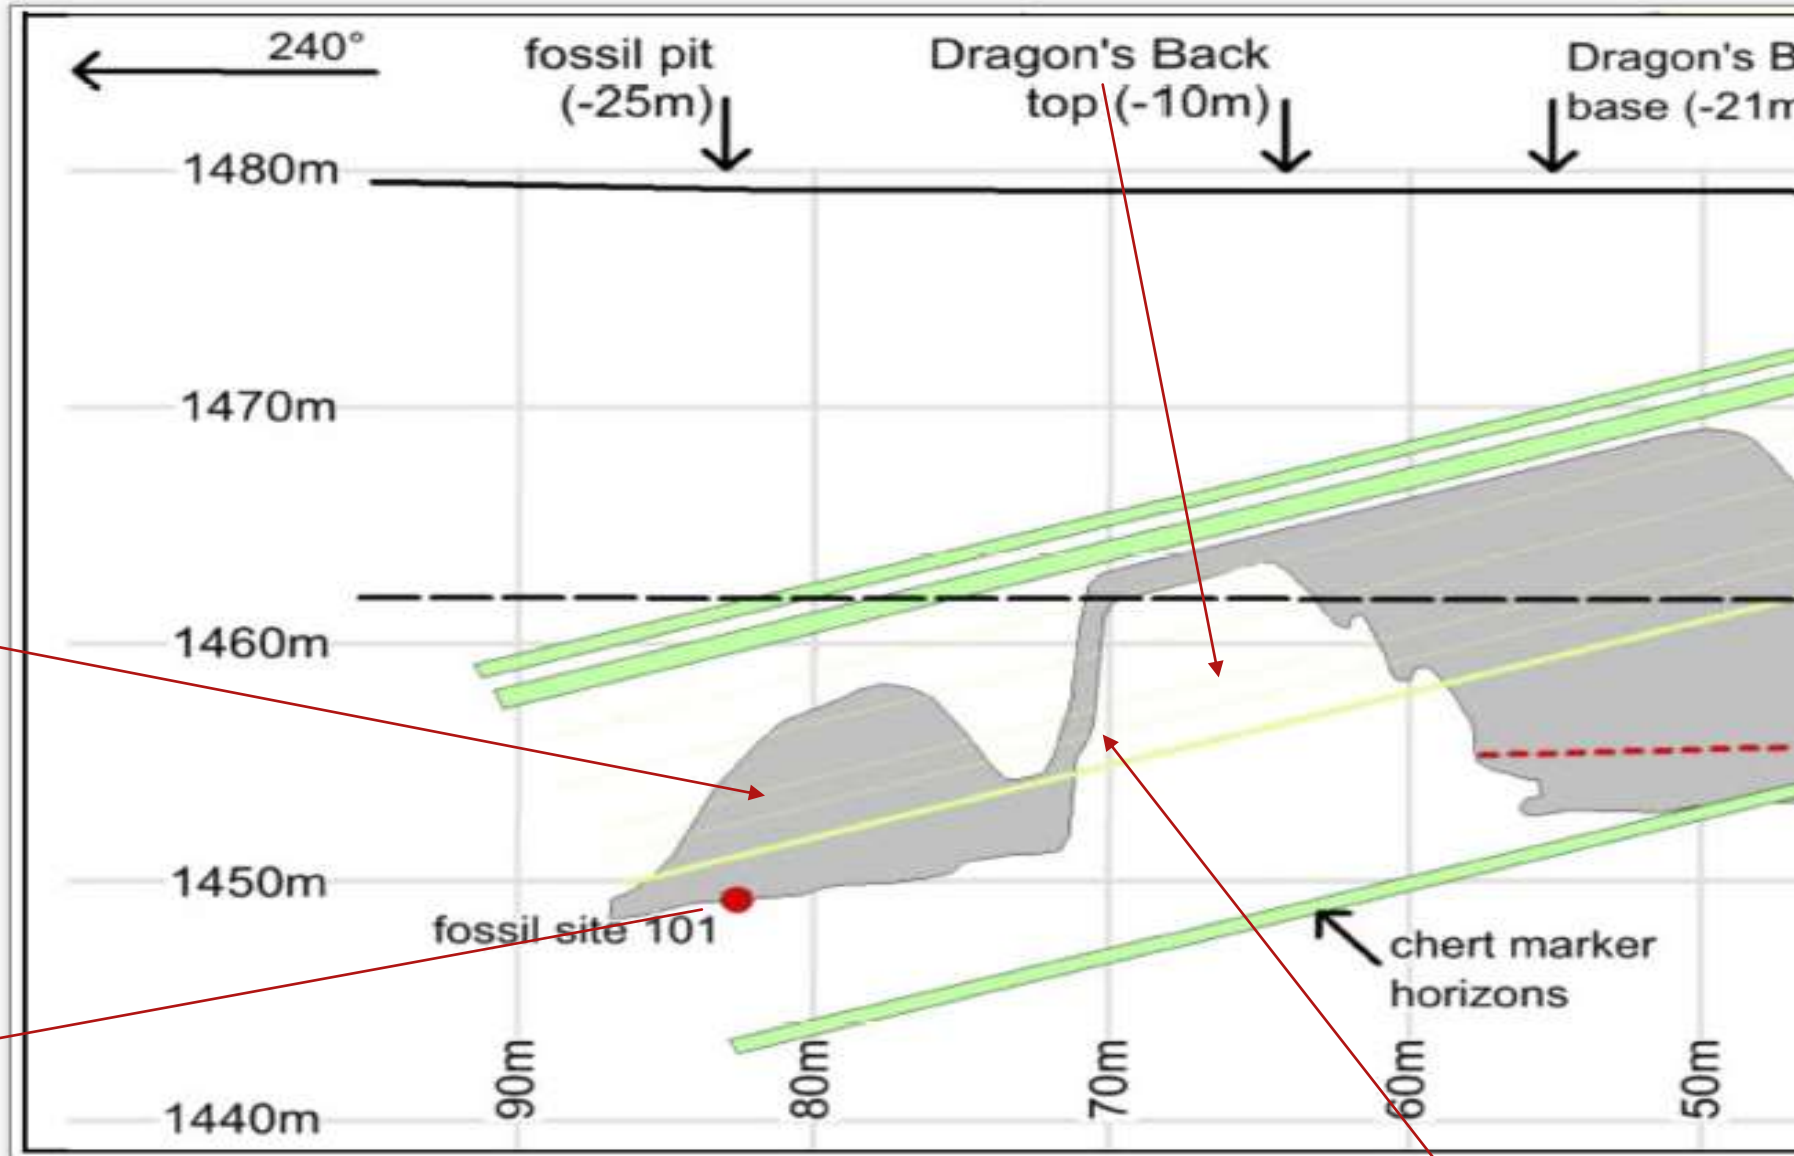 240°
fossil pit
(-25m)
Dragon's Back
top (-10m)
Dragon's B
base (-21m
1480m
1470m
1460m
1450m
fossil site 101
chert marker
horizons
1440m
90m
80m
70m
60m
50m